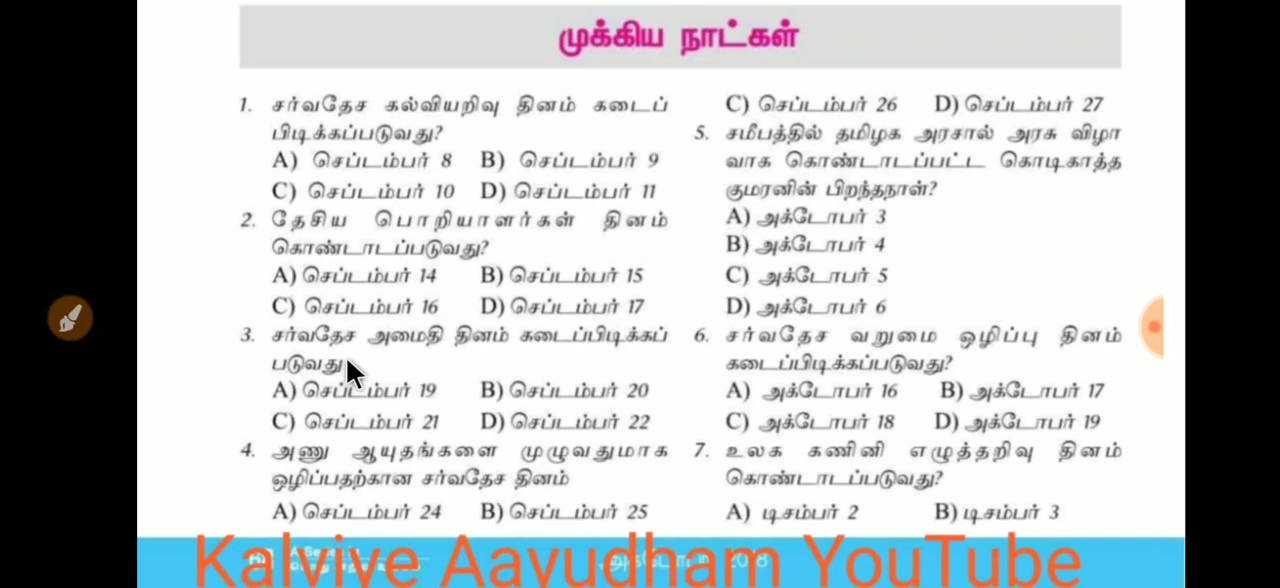 முக்கிய நாட்கள்
1. சர்வதேச கல்வியறிவு தினம் கடைப்
பிடிக்கப்படுவது?
A) செப்டம்பர் 8 B) செப்டம்பர் 9
C) செப்டம்பர் 10 D) செப்டம்பர் 11
2. தேசிய பொறியாளர்கள் தினம்
கொண்டாடப்படுவது?
A) செப்டம்பர் 14 B) செப்டம்பர் 15
C) செப்டம்பர் 16 D) செப்டம்பர் 17
3. சர்வதேச அமைதி தினம் கடைப்பிடிக்கப்
படுவது
A) செப்டம்பர் 19 B) செப்டம்பர் 20
C) செப்டம்பர் 21 D) செப்டம்பர் 22
4. அணு ஆயுதங்களை முழுவதுமாக
ஒழிப்பதற்கான சர்வதேச தினம்
A) செப்டம்பர் 24 B) செப்டம்பர் 25
C) செப்டம்பர் 26 D) செப்டம்பர் 27
5. சமீபத்தில் தமிழக அரசால் அரசு விழா
வாக கொண்டாடப்பட்ட கொடிகாத்த
குமரனின் பிறந்தநாள்?
A) அக்டோபர் 3
B) அக்டோபர் 4
C) அக்டோபர் 5
D) அக்டோபர் 6
6. சர்வதேச வறுமை ஒழிப்பு தினம்
கடைப்பிடிக்கப்படுவது?
A) அக்டோபர் 16 B) அக்டோபர் 17
C) அக்டோபர் 18 D) அக்டோபர் 19
7. உலக கணினி எழுத்தறிவு தினம்
கொண்டாடப்படுவது?
A) டிசம்பர் 2 B) டிசம்பர் 3
Kalviye Aavudham YouTube